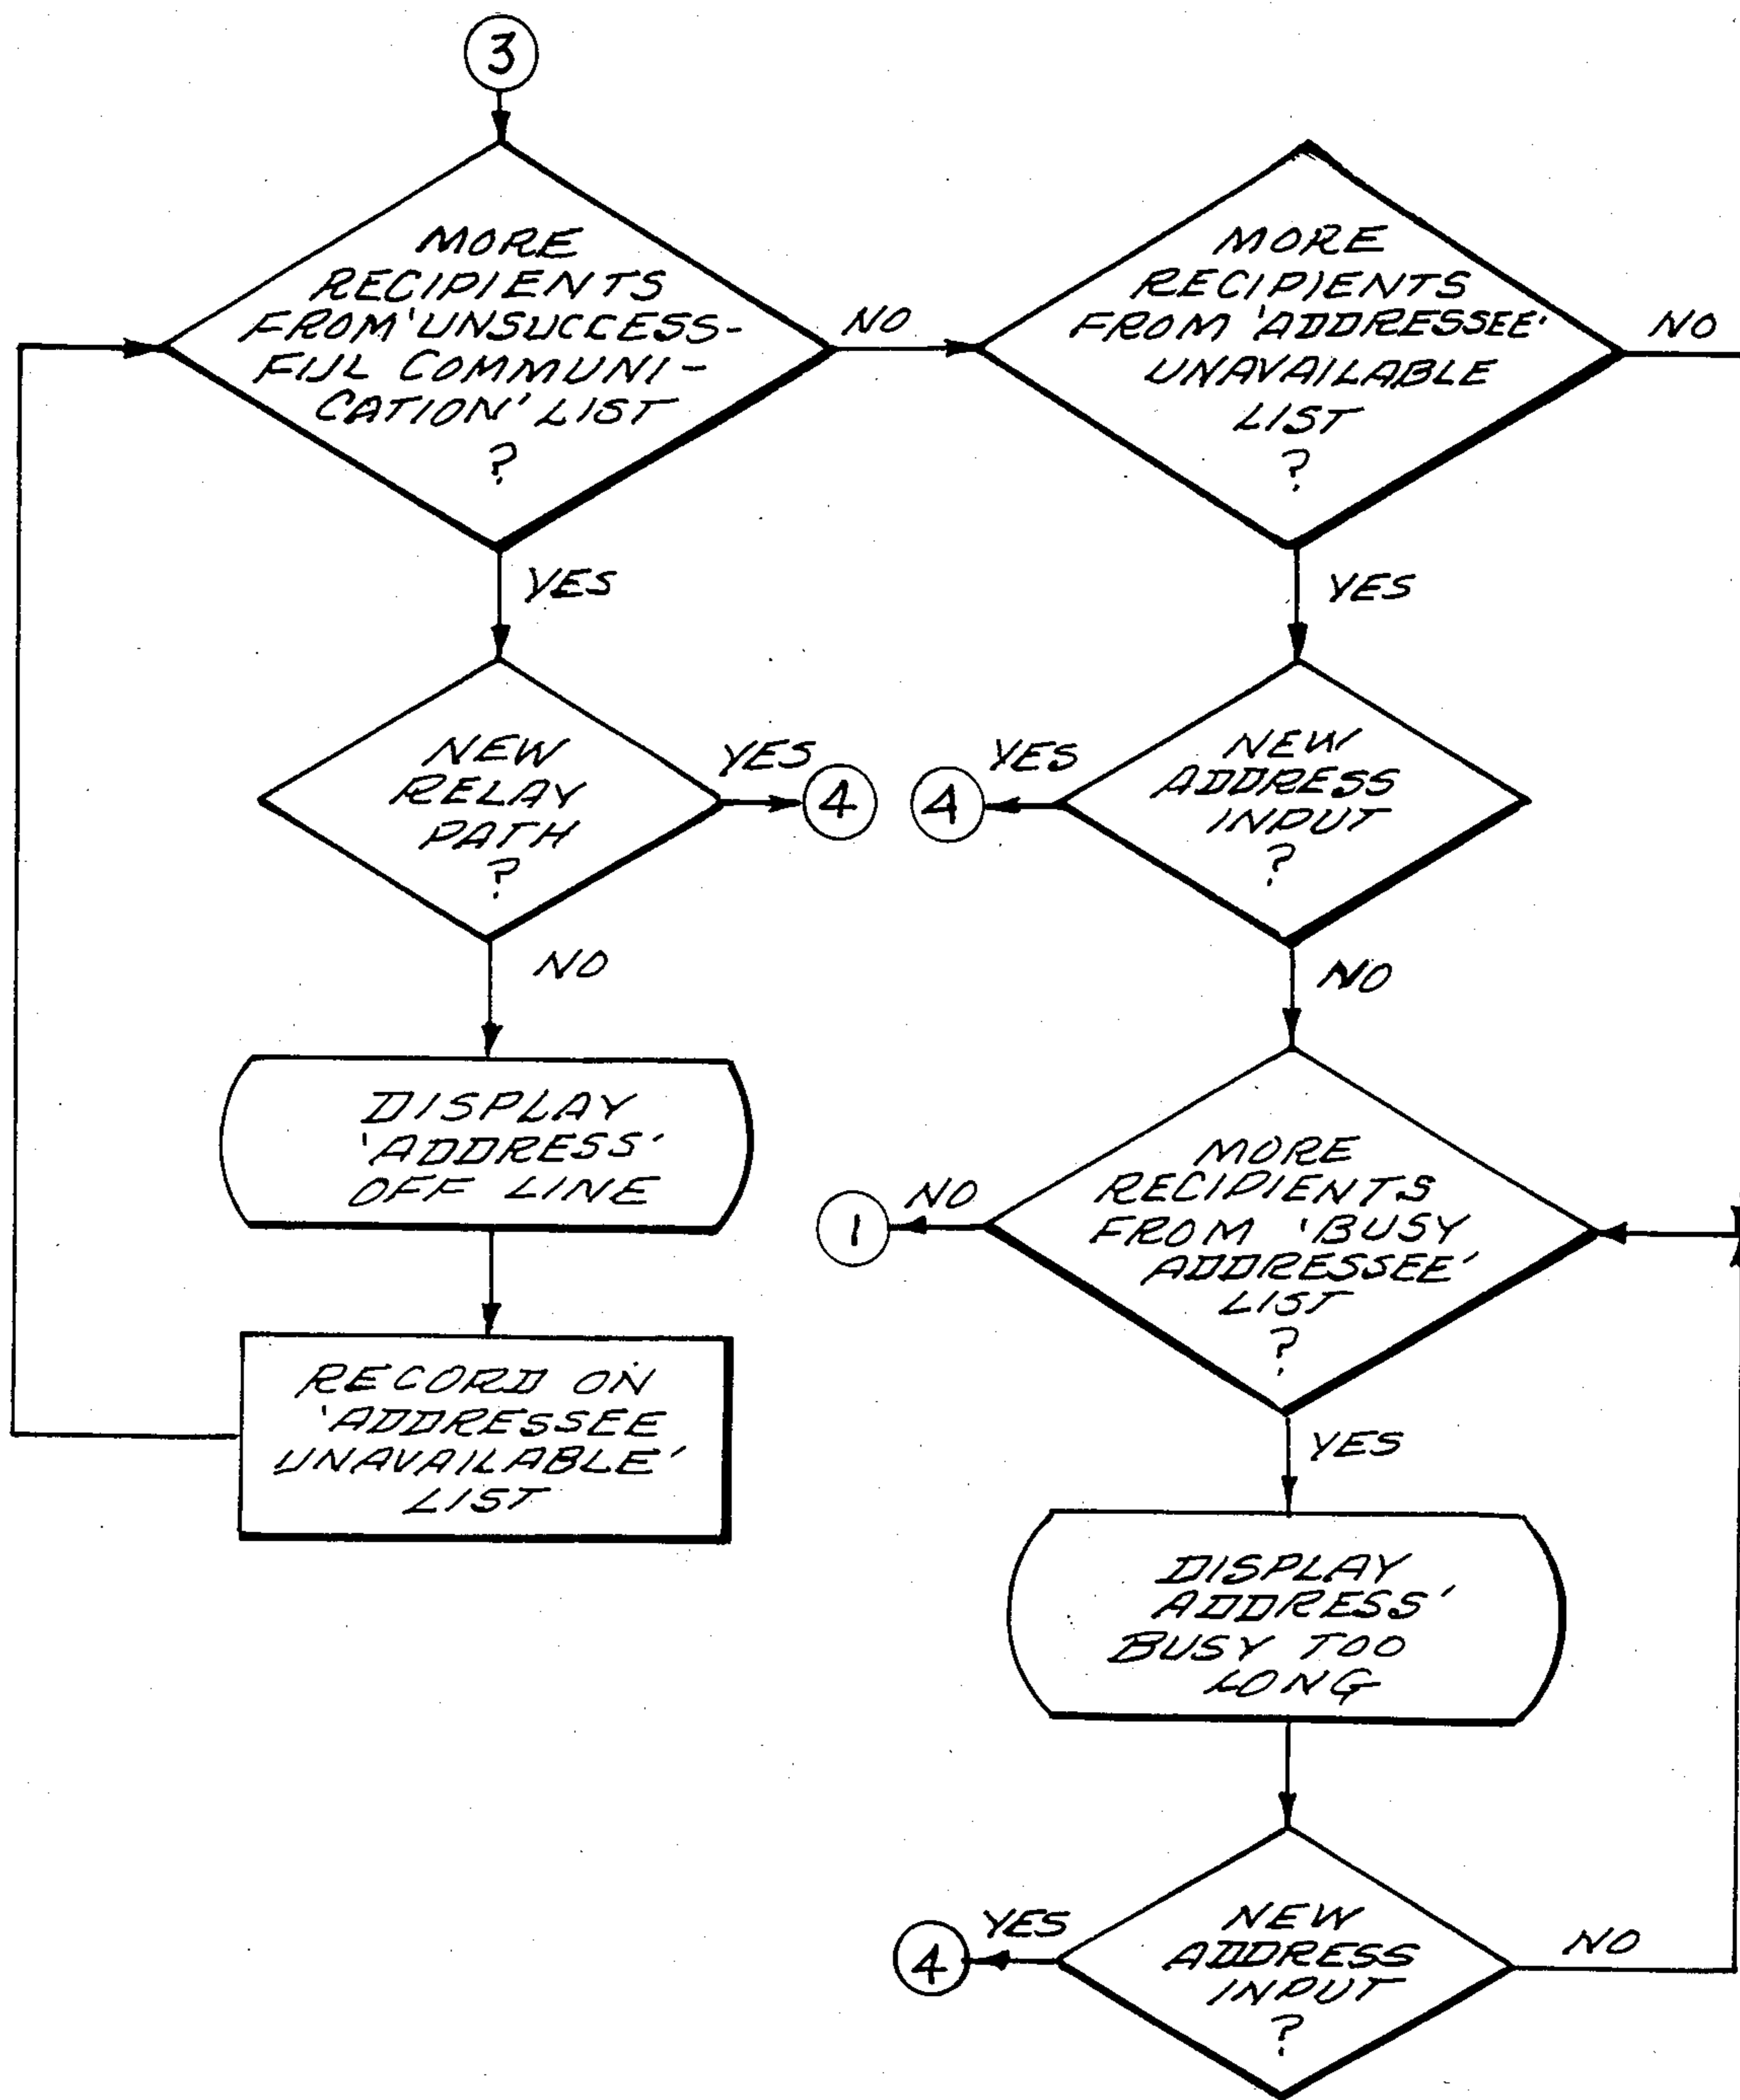 3
MORE
RECIPIENTS
FROM 'UNSUCCESS-
FUL COMMUNI-
CATION' LIST
?
NO
MORE
RECIPIENTS
FROM 'ADDRESSEE'
UNAVAILABLE
LIST
?
NO
YES
YES
NEW
RELAY
PATH
?
YES
4
4
YES
NEW
ADDRESS
INPUT
?
NO
NO
DISPLAY
'ADDRESS'
OFF LINE
1
NO
MORE
RECIPIENTS
FROM 'BUSY
ADDRESSEE'
LIST
?
RECORD ON
'ADDRESSEE
UNAVAILABLE'
LIST
YES
DISPLAY
ADDRESS'
BUSY TOO
LONG
4
YES
NEW
ADDRESS
INPUT
?
NO